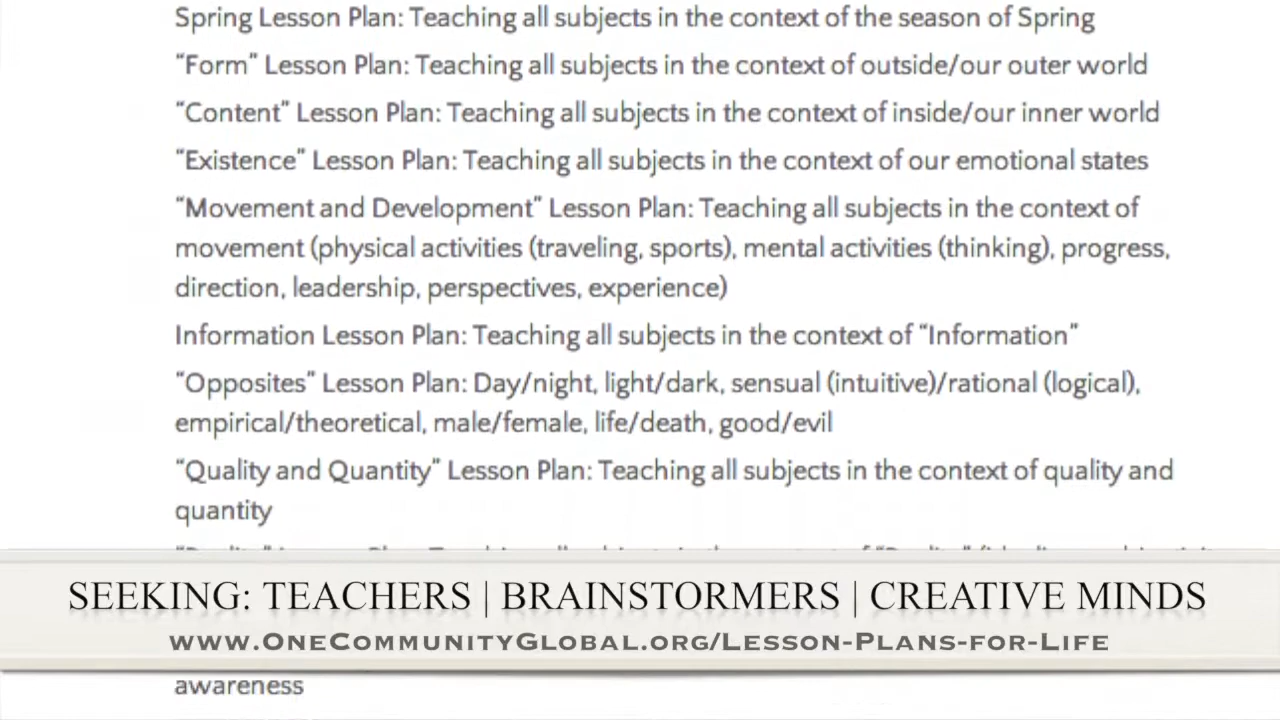 Spring Lesson Plan: Teaching all subjects in the context of the season of Spring
“Form” Lesson Plan: Teaching all subjects in the context of outside/our outer world
“Content” Lesson Plan: Teaching all subjects in the context of inside/our inner world
“Existence” Lesson Plan: Teaching all subjects in the context of our emotional states
“Movement and Development” Lesson Plan: Teaching all subjects in the context of
movement (physical activities (traveling, sports), mental activities (thinking), progress,
direction, leadership, perspectives, experience)
Information Lesson Plan: Teaching all subjects in the context of “Information”
“Opposites” Lesson Plan: Day/night, light/dark, sensual (intuitive)/rational (logical),
empirical/theoretical, male/female, life/death, good/evil
“Quality and Quantity” Lesson Plan: Teaching all subjects in the context of quality and
quantity
SEEKING: TEACHERS | BRAINSTORMERS | CREATIVE MINDS
www.OneCommunityGlobal.org/Lesson-Plans-for-Life
awareness